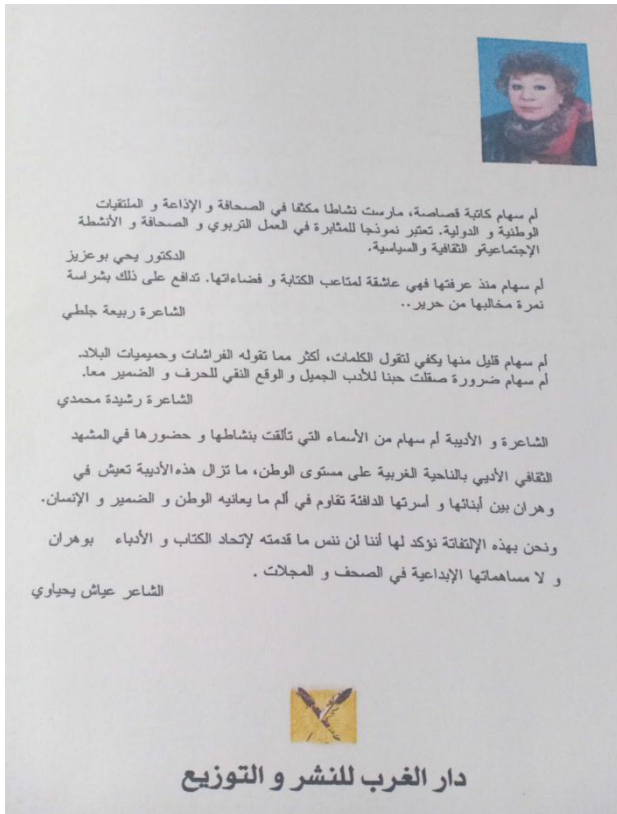 أم سهام كاتبة قصاصة، مارست نشاطا مكثفا في الصحافة و الإذاعة و الملتقيات
الوطنية و الدولية. تعتبر نموذجا للمثابرة في العمل التربوي و الصحافة و الأنشطة
الإجتماعيةو الثقافية والسياسية.
الدكتور يحي بوعزيز
أم سهام منذ عرفتها فهي عاشقة لمتاعب الكتابة و فضاءاتها. تدافع على ذلك بشراسة
نمرة مخالبها من حرير..
الشاعرة ربيعة جلطي
أم سهام قليل منها يكفي لتقول الكلمات، أكثر مما تقوله الفراشات وحميميات البلاد.
أم سهام ضرورة صقلت حبنا للأدب الجميل و الوقع النقي للحرف و الضمير معا.
الشاعرة رشيدة محمدي
الشاعرة و الأديبة أم سهام من الأسماء التي تألقت بنشاطها و حضورها في المشهد
الثقافي الأدبي بالناحية الغربية على مستوى الوطن، ما تزال هذه الأديبة تعيش في
وهران بين أبنائها و أسرتها الدافئة تقاوم في ألم ما يعانيه الوطن و الضمير و الإنسان.
ونحن بهذه الإلتفاتة نؤكد لها أننا لن ننس ما قدمته لإتحاد الكتاب و الأدباء بوهران
و لا مساهماتها الإبداعية في الصحف و المجلات .
الشاعر عياش يحياوي
دار الغرب للنشر و التوزيع